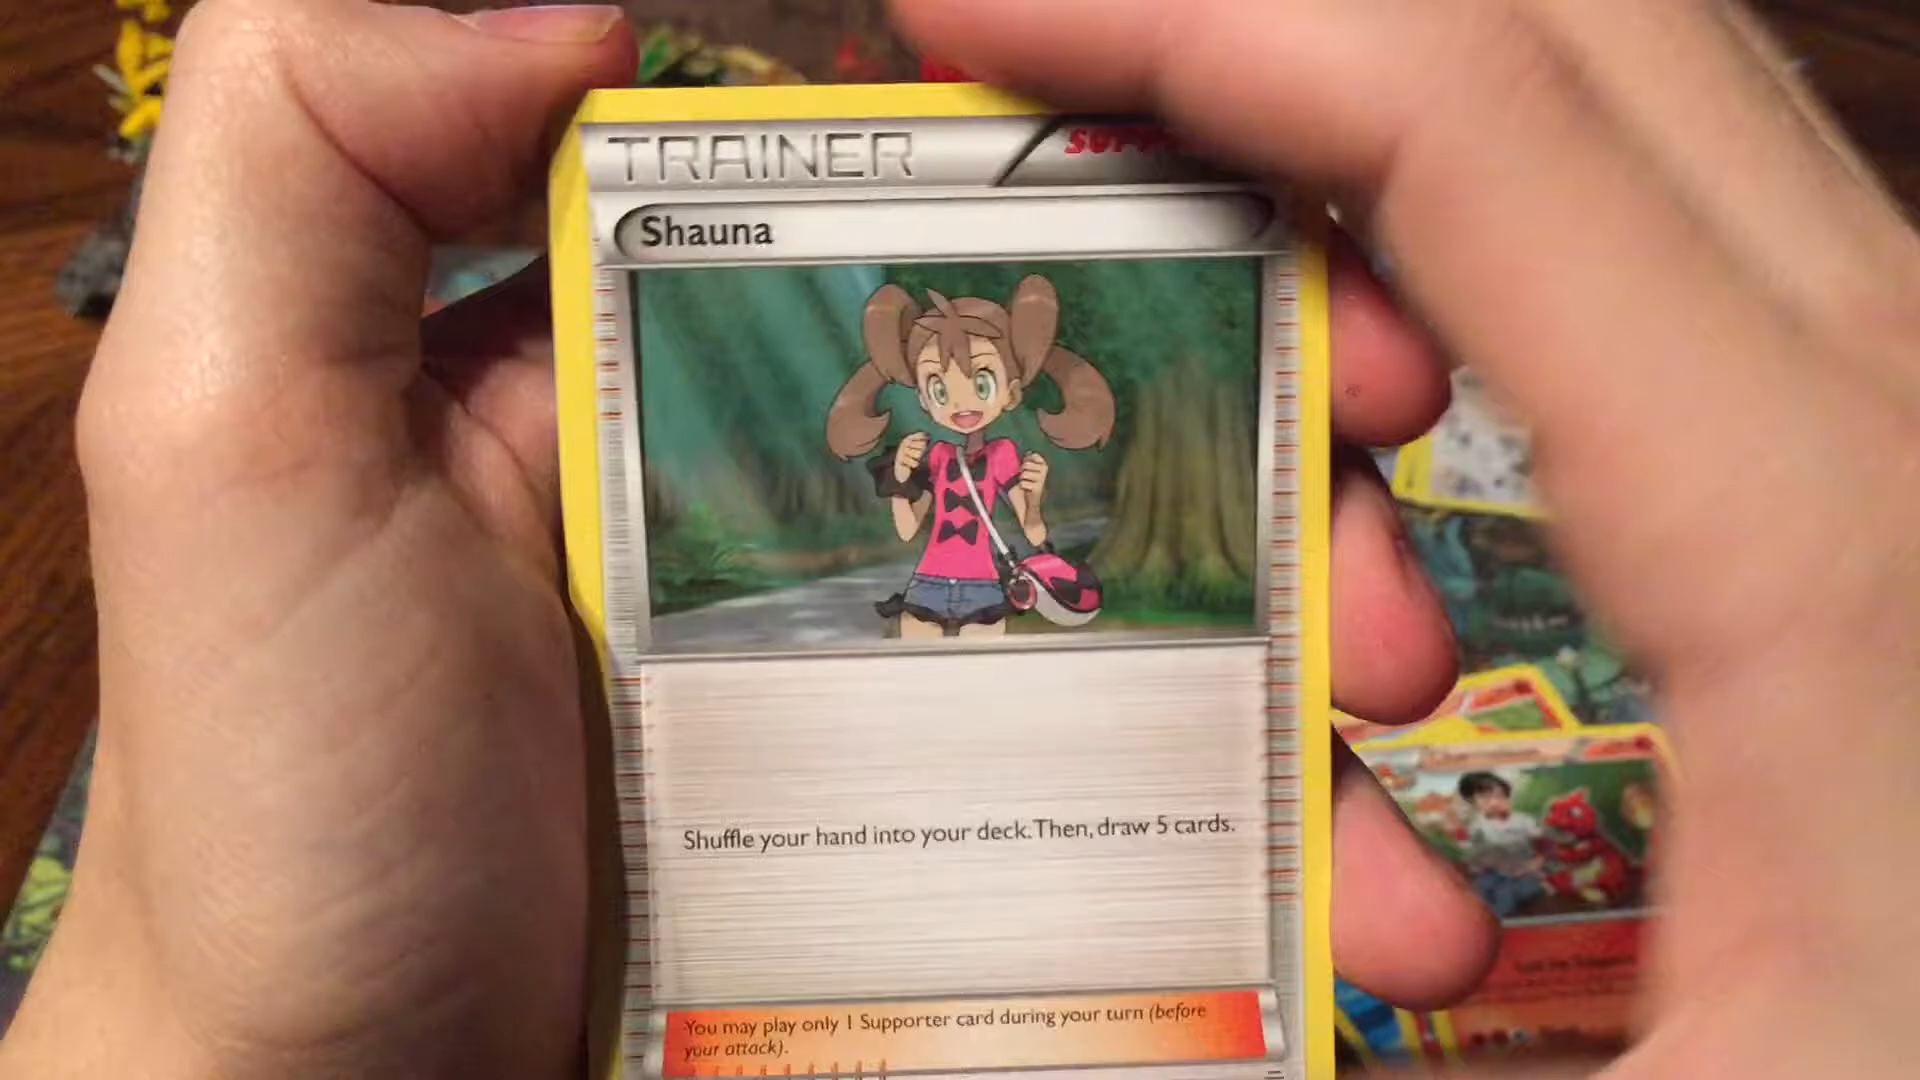 TRAINER
Shauna
Shuffle your hand into your deck. Then, draw 5 cards.
You may play only 1 Supporter card during your turn (before
your attack).